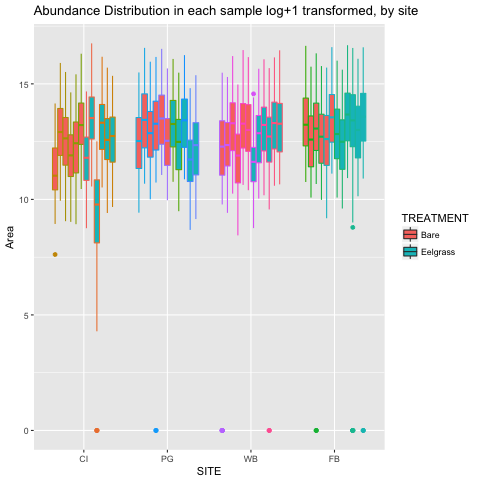 Abundance Distribution in each sample log+1 transformed, by site
Area
15
10
5
0
CI
PG
WB
FB
SITE
TREATMENT
Bare
Eelgrass